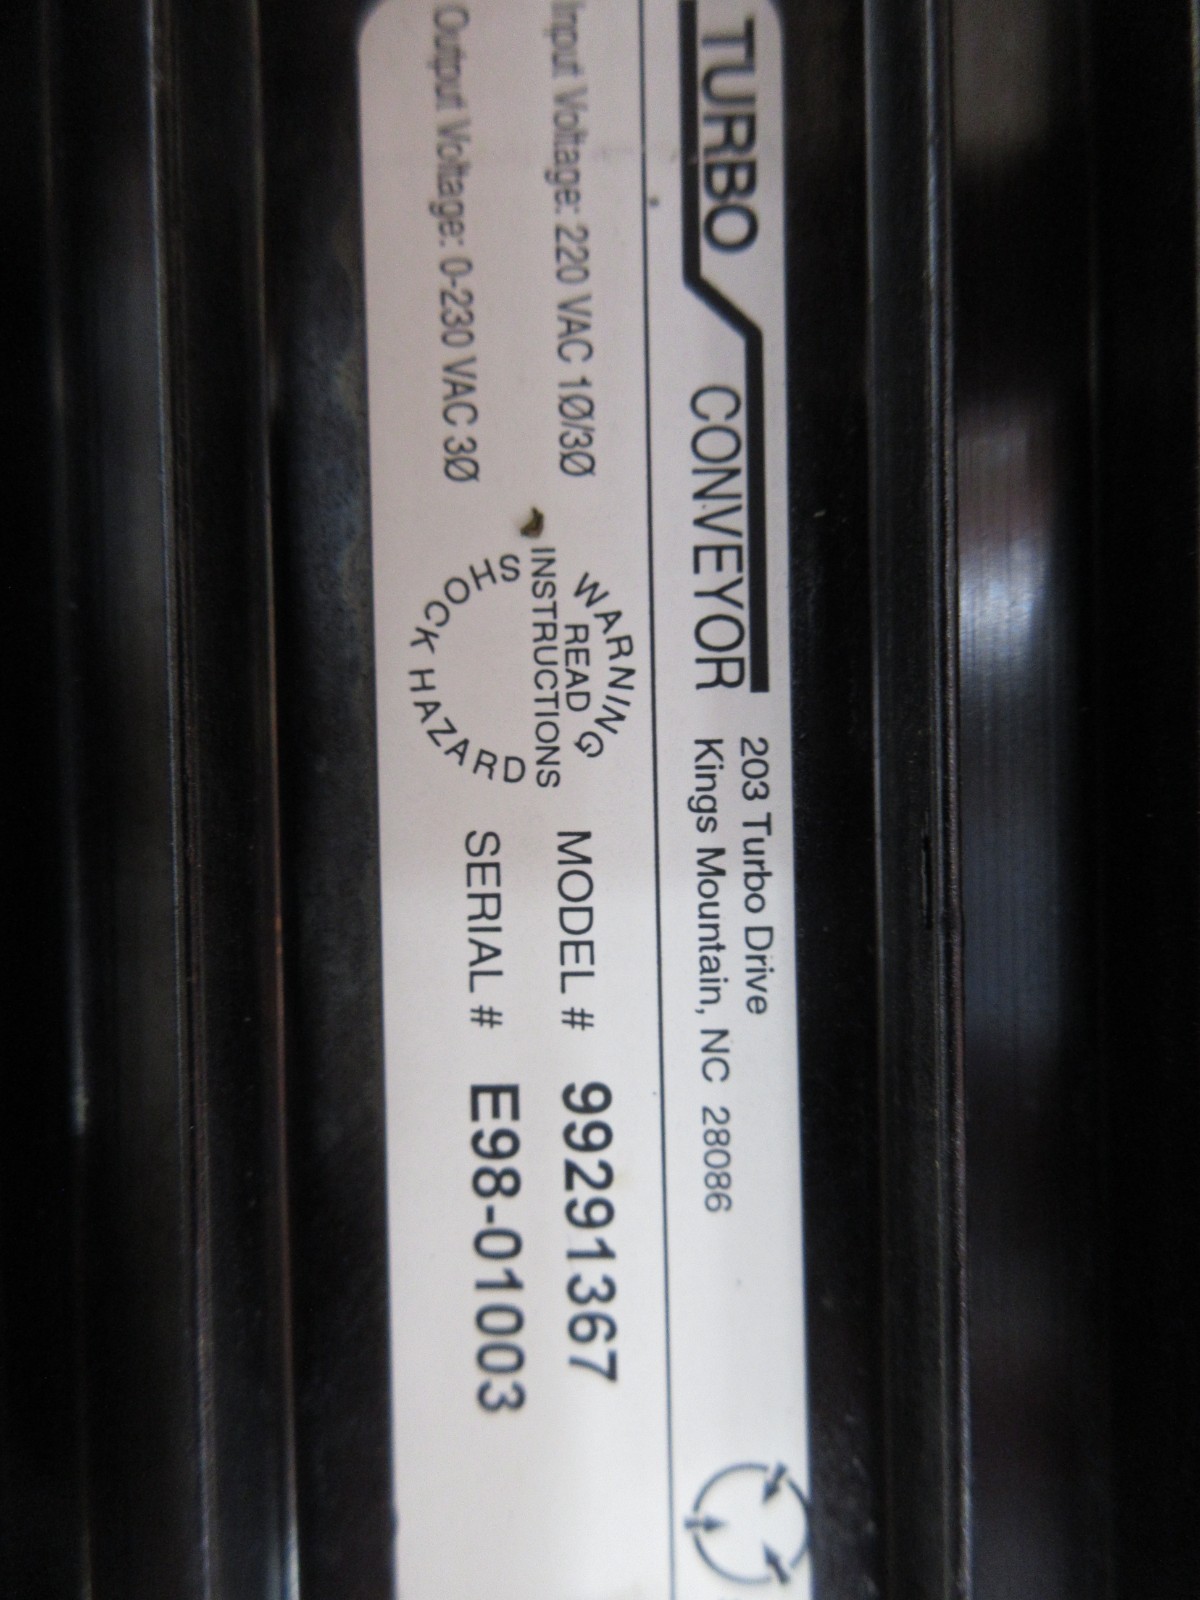 TURBO CONVEYOR
203 Turbo Drive
Kings Mountain, NC 28086
Input Voltage: 220 VAC 1Ø/3Ø
Output Voltage: 0-230 VAC 3Ø
WARNING
READ
INSTRUCTIONS
SHOCK HAZARD
MODEL # 99291367
SERIAL # E98-01003